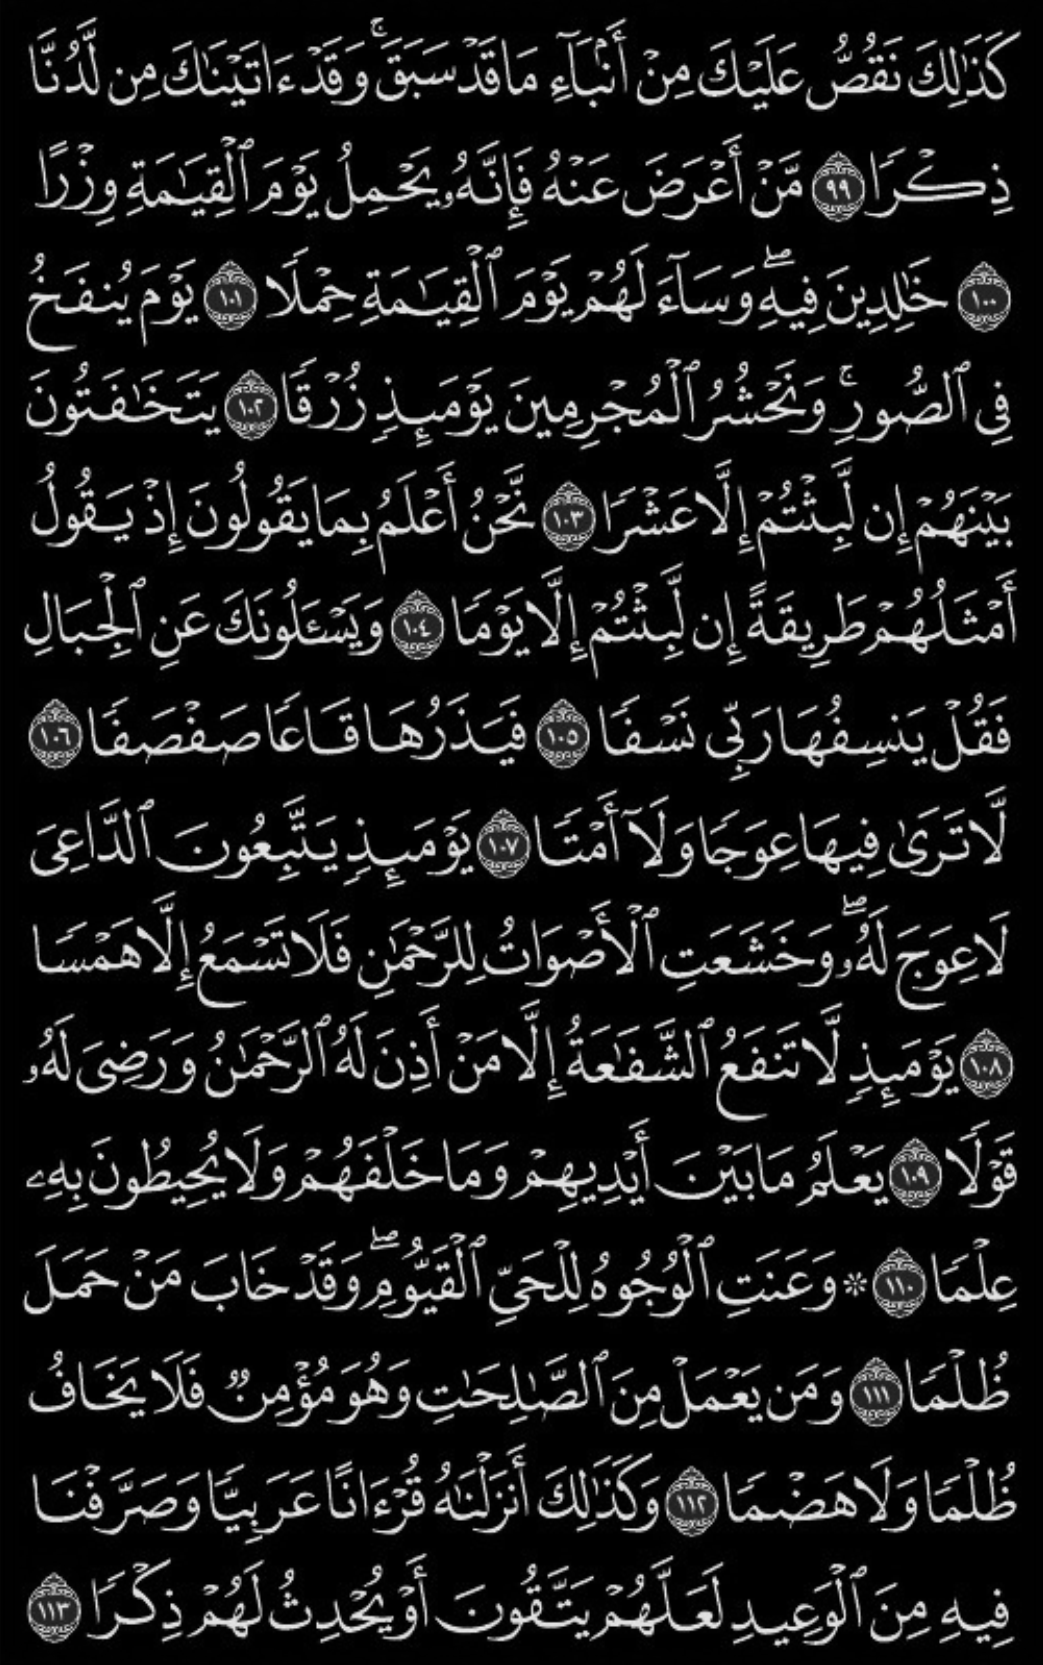 كَذَٰلِكَ نَقُصُّ عَلَيْكَ مِنْ أَنۢبَآءِ مَا قَدْ سَبَقَ ۚ وَقَدْ ءَاتَيْنَٰكَ مِن لَّدُنَّا
ذِكْرًا ٩٩ مَّنْ أَعْرَضَ عَنْهُ فَإِنَّهُۥ يَحْمِلُ يَوْمَ ٱلْقِيَٰمَةِ وِزْرًا
١٠٠ خَٰلِدِينَ فِيهِ ۖ وَسَآءَ لَهُمْ يَوْمَ ٱلْقِيَٰمَةِ حِمْلًا ١٠١ يَوْمَ يُنفَخُ
فِى ٱلصُّورِ ۚ وَنَحْشُرُ ٱلْمُجْرِمِينَ يَوْمَئِذٍ زُرْقًا ١٠٢ يَتَخَٰفَتُونَ
بَيْنَهُمْ إِن لَّبِثْتُمْ إِلَّا عَشْرًا ١٠٣ نَّحْنُ أَعْلَمُ بِمَا يَقُولُونَ إِذْ يَقُولُ
أَمْثَلُهُمْ طَرِيقَةً إِن لَّبِثْتُمْ إِلَّا يَوْمًا ١٠٤ وَيَسْـَٔلُونَكَ عَنِ ٱلْجِبَالِ
فَقُلْ يَنسِفُهَا رَبِّى نَسْفًا ١٠٥ فَيَذَرُهَا قَاعًا صَفْصَفًا ١٠٦
لَّا تَرَىٰ فِيهَا عِوَجًا وَلَآ أَمْتًا ١٠٧ يَوْمَئِذٍ يَتَّبِعُونَ ٱلدَّاعِىَ
لَا عِوَجَ لَهُۥ ۖ وَخَشَعَتِ ٱلْأَصْوَاتُ لِلرَّحْمَٰنِ فَلَا تَسْمَعُ إِلَّا هَمْسًا
١٠٨ يَوْمَئِذٍ لَّا تَنفَعُ ٱلشَّفَٰعَةُ إِلَّا مَنْ أَذِنَ لَهُ ٱلرَّحْمَٰنُ وَرَضِىَ لَهُۥ
قَوْلًا ١٠٩ يَعْلَمُ مَا بَيْنَ أَيْدِيهِمْ وَمَا خَلْفَهُمْ وَلَا يُحِيطُونَ بِهِۦ
عِلْمًا ١١٠ ۞ وَعَنَتِ ٱلْوُجُوهُ لِلْحَىِّ ٱلْقَيُّومِ ۖ وَقَدْ خَابَ مَنْ حَمَلَ
ظُلْمًا ١١١ وَمَن يَعْمَلْ مِنَ ٱلصَّٰلِحَٰتِ وَهُوَ مُؤْمِنٌ فَلَا يَخَافُ
ظُلْمًا وَلَا هَضْمًا ١١٢ وَكَذَٰلِكَ أَنزَلْنَٰهُ قُرْءَانًا عَرَبِيًّا وَصَرَّفْنَا
فِيهِ مِنَ ٱلْوَعِيدِ لَعَلَّهُمْ يَتَّقُونَ أَوْ يُحْدِثُ لَهُمْ ذِكْرًا ١١٣